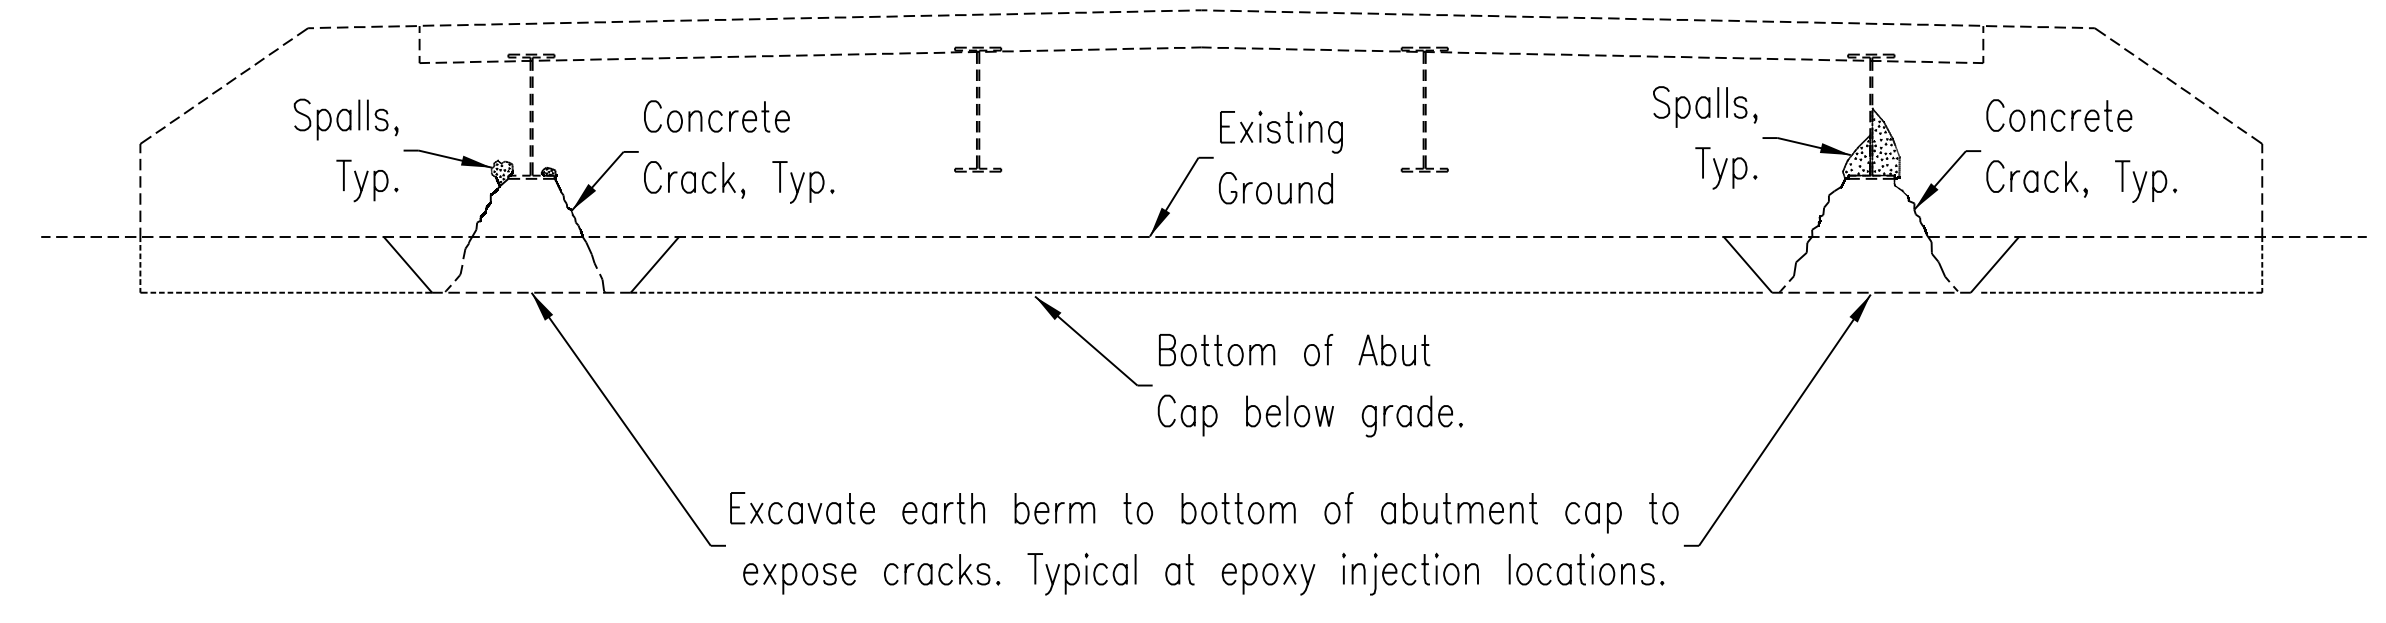 Spalls,
Typ.
Concrete
Crack, Typ.
Existing
Ground
Spalls,
Typ.
Concrete
Crack, Typ.
Bottom of Abut
Cap below grade.
Excavate earth berm to bottom of abutment cap to
expose cracks. Typical at epoxy injection locations.